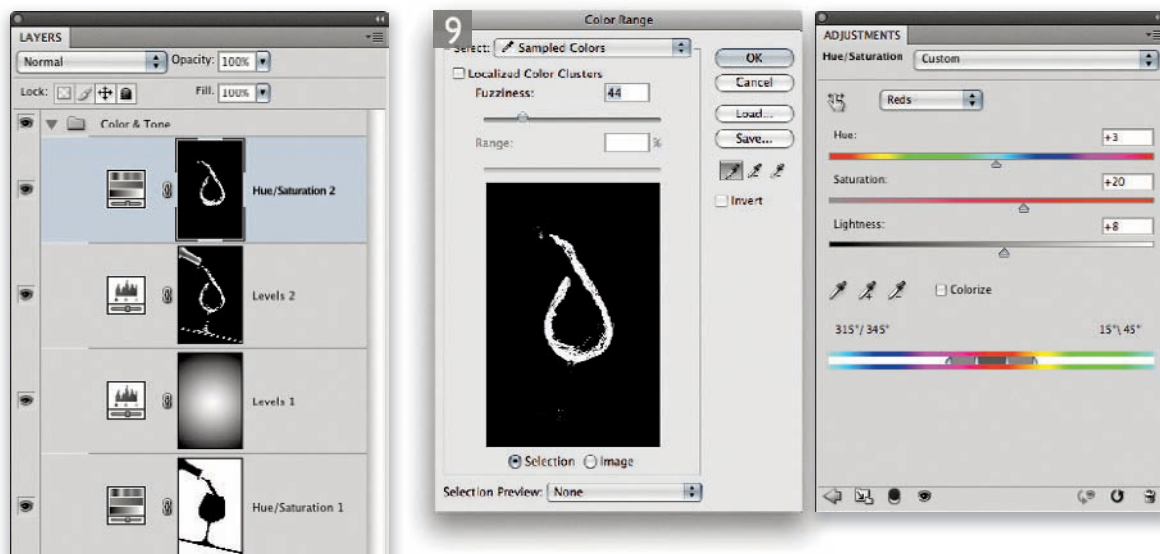 LAYERS
Normal
Opacity: 100%
Lock:
Fill: 100%
Color & Tone
Hue/Saturation 2
Levels 2
Levels 1
Hue/Saturation 1
9
Color Range
Select: Sampled Colors
Localized Color Clusters
Fuzziness: 44
Range: %
Selection Image
Selection Preview: None
OK
Cancel
Load...
Save...
Invert
ADJUSTMENTS
Hue/Saturation Custom
Reds
Hue: +3
Saturation: +20
Lightness: +8
Colorize
315°/ 345° 15°\ 45°